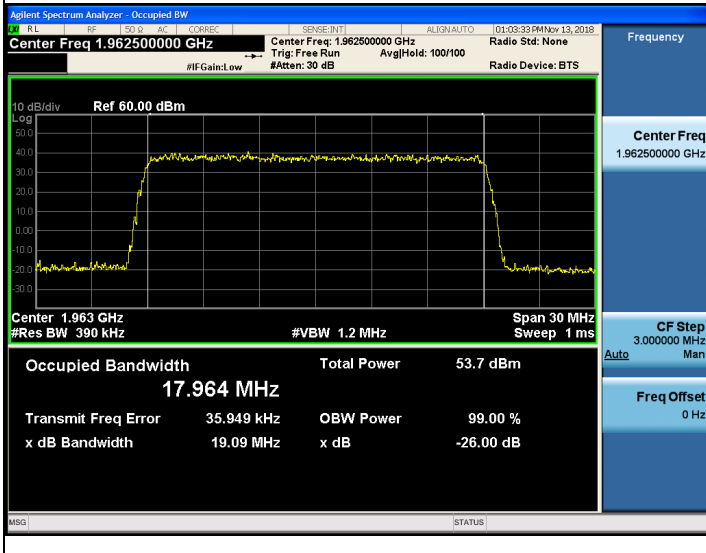 Agilent Spectrum Analyzer - Occupied BW
LXI RL RF 50 Ω AC CORREC SENSE:INT ALIGN AUTO 01:03:33 PM Nov 13, 2018
Center Freq 1.962500000 GHz
Center Freq: 1.962500000 GHz Radio Std: None
Trig: Free Run Avg|Hold: 100/100
#IFGain:Low #Atten: 30 dB Radio Device: BTS
10 dB/div Ref 60.00 dBm
Log
50.0
40.0
30.0
20.0
10.0
0.00
-10.0
-20.0
-30.0
Center 1.963 GHz Span 30 MHz
#Res BW 390 kHz #VBW 1.2 MHz Sweep 1 ms
Occupied Bandwidth Total Power 53.7 dBm
17.964 MHz
Transmit Freq Error 35.949 kHz OBW Power 99.00 %
x dB Bandwidth 19.09 MHz x dB -26.00 dB
MSG STATUS
Frequency
Center Freq
1.962500000 GHz
CF Step
3.000000 MHz
Auto Man
Freq Offset
0 Hz